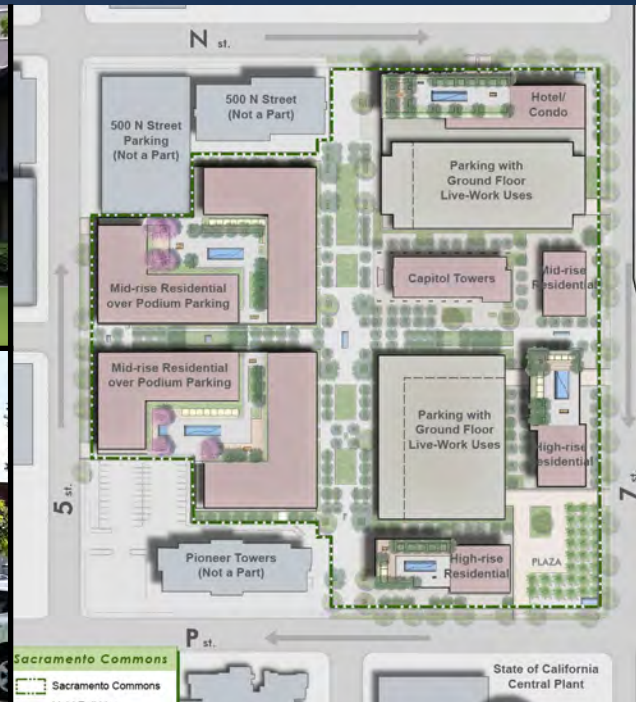 N st.
500 N Street
(Not a Part)
500 N Street
Parking
(Not a Part)
Hotel/
Condo
Parking with
Ground Floor
Live-Work Uses
Mid-rise Residential
over Podium Parking
Capitol Towers
Mid-rise
Residential
Mid-rise Residential
over Podium Parking
Parking with
Ground Floor
Live-Work Uses
High-rise
Residential
5 st.
7 st.
Pioneer Towers
(Not a Part)
High-rise
Residential
PLAZA
P st.
Sacramento Commons
Sacramento Commons
State of California
Central Plant